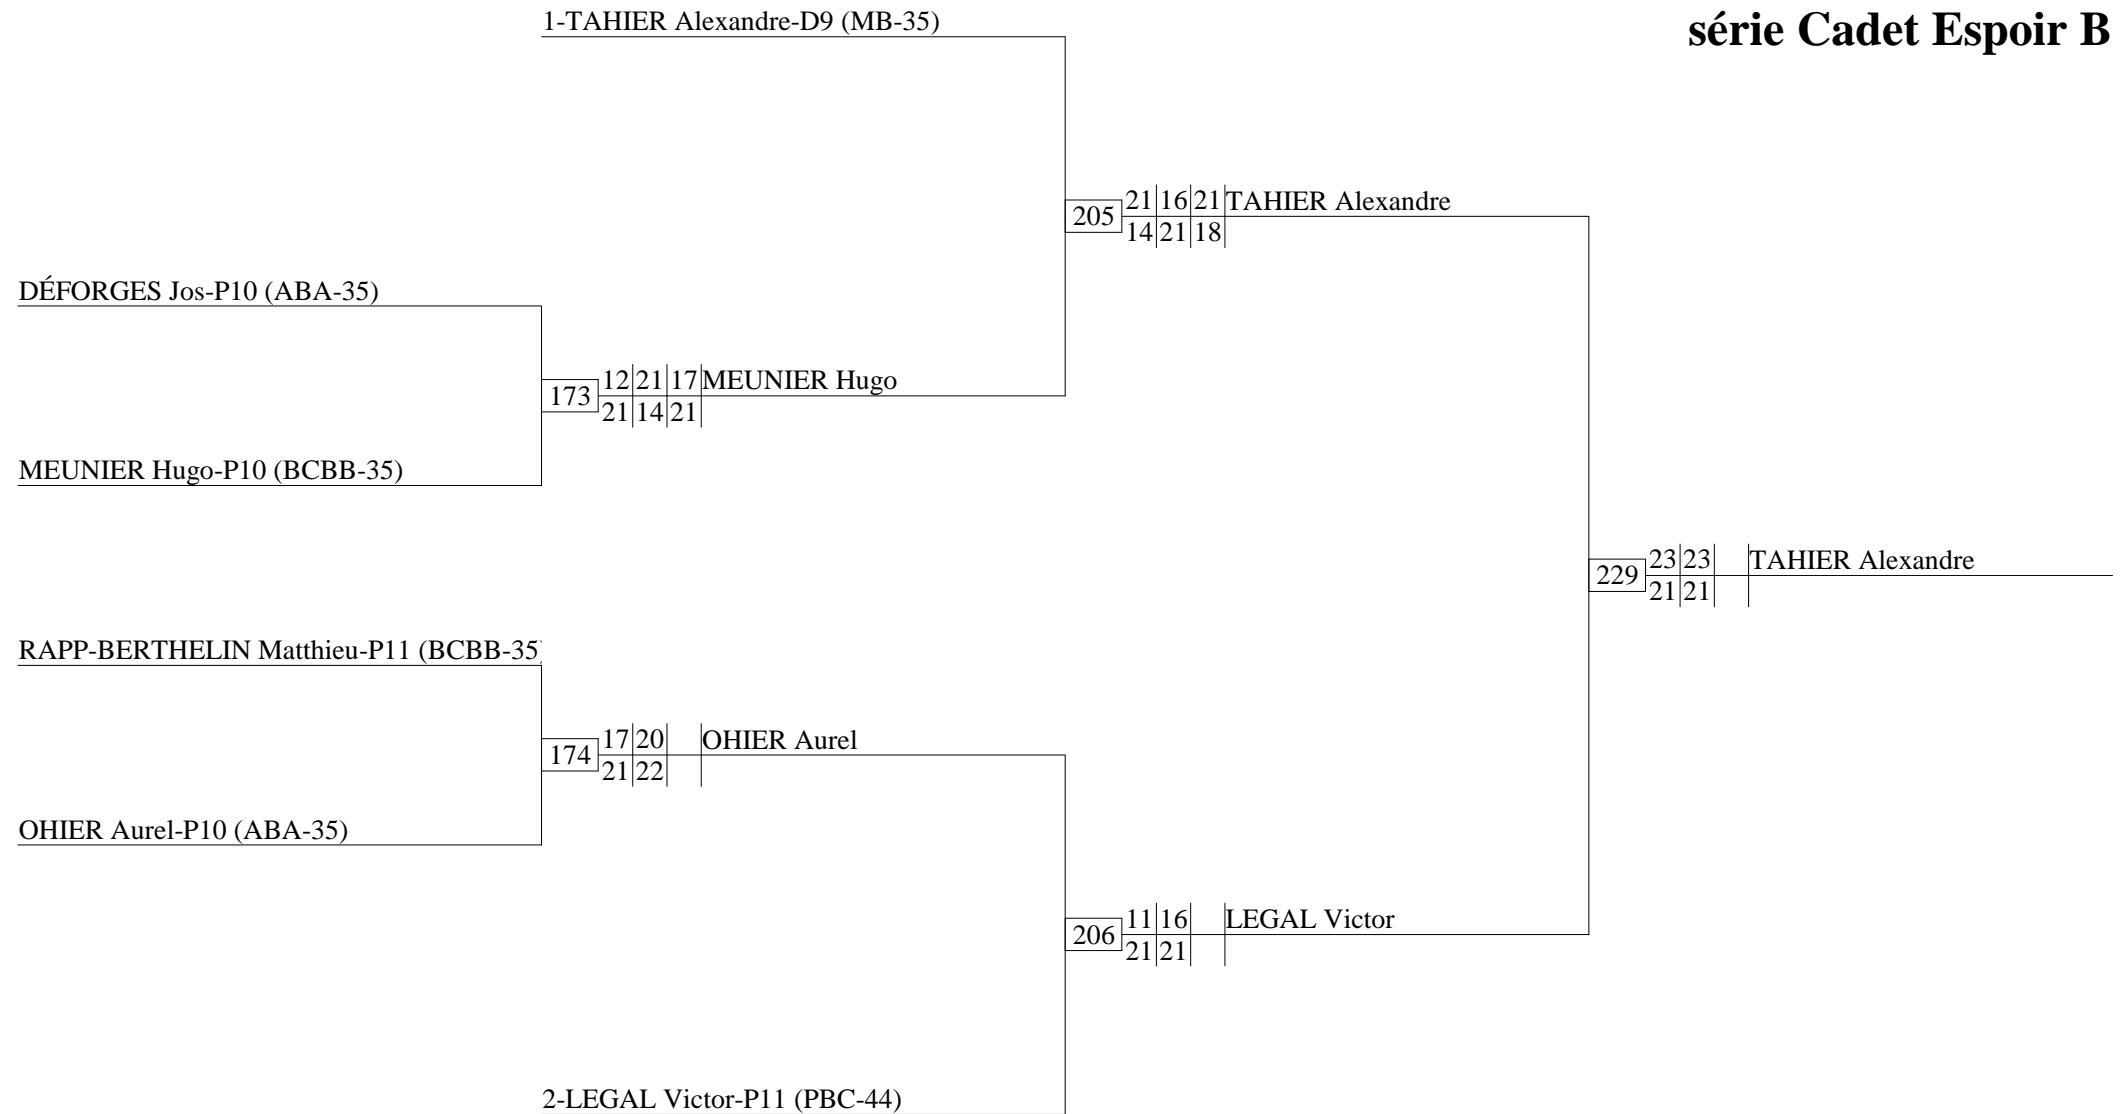 1-TAHIER Alexandre-D9 (MB-35)
série Cadet Espoir B
205 21 16 21 TAHIER Alexandre
14 21 18
DÉFORGES Jos-P10 (ABA-35)
173 12 21 17 MEUNIER Hugo
21 14 21
MEUNIER Hugo-P10 (BCBB-35)
229 23 23 TAHIER Alexandre
21 21
RAPP-BERTHELIN Matthieu-P11 (BCBB-35)
174 17 20 OHIER Aurel
21 22
OHIER Aurel-P10 (ABA-35)
206 11 16 LEGAL Victor
21 21
2-LEGAL Victor-P11 (PBC-44)